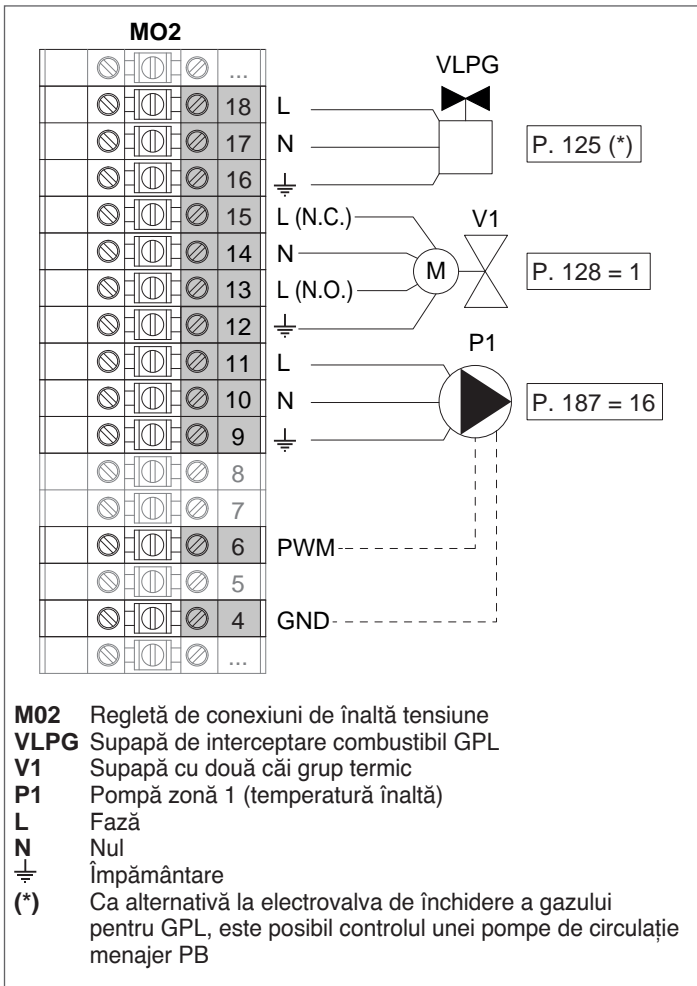 MO2
...
VLPG
18 L
17 N
P. 125 (*)
16
15 L (N.C.)
V1
14 N
M
P. 128 = 1
13 L (N.O.)
12
P1
11 L
10 N
P. 187 = 16
9
8
7
6 PWM
5
4 GND
...
M02 Regletă de conexiuni de înaltă tensiune
VLPG Supapă de interceptare combustibil GPL
V1 Supapă cu două căi grup termic
P1 Pompă zonă 1 (temperatură înaltă)
L Fază
N Nul
Împământare
(*) Ca alternativă la electrovalva de închidere a gazului
pentru GPL, este posibil controlul unei pompe de circulație
menajer PB